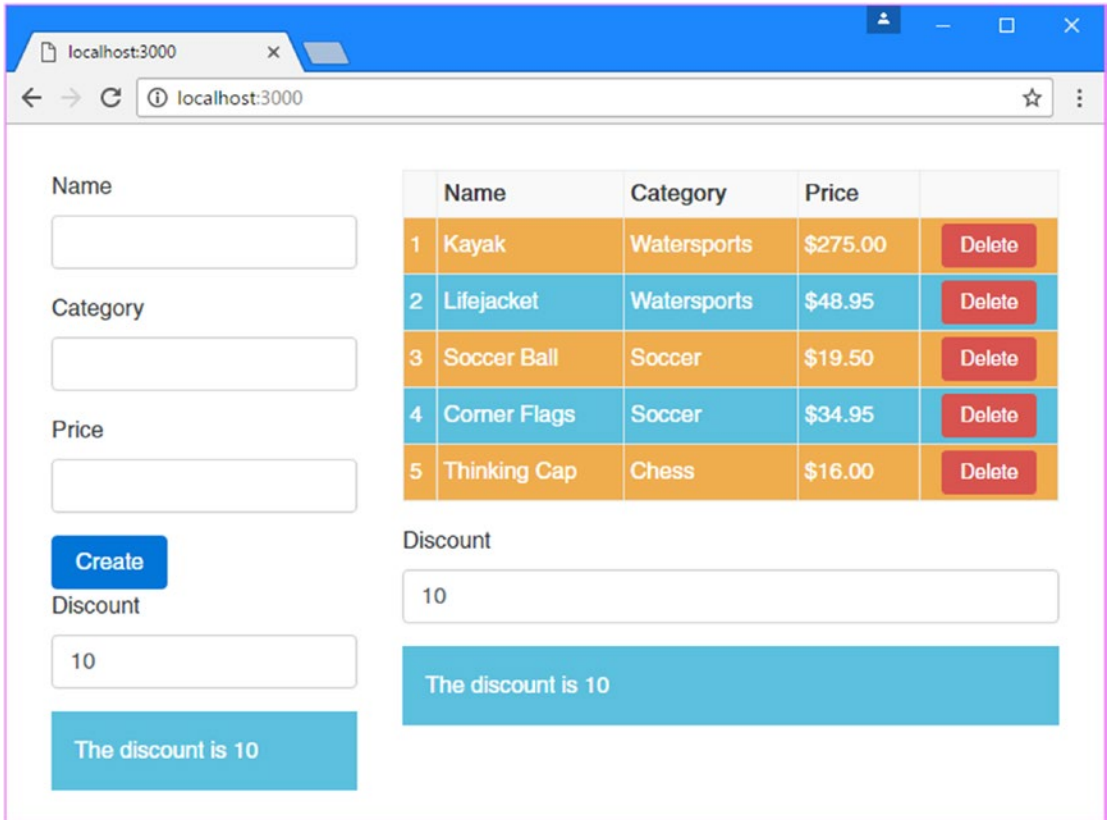 localhost:3000
localhost:3000
Name
Category
Price
Create
Discount
10
The discount is 10
Name Category Price
1 Kayak Watersports $275.00 Delete
2 Lifejacket Watersports $48.95 Delete
3 Soccer Ball Soccer $19.50 Delete
4 Corner Flags Soccer $34.95 Delete
5 Thinking Cap Chess $16.00 Delete
Discount
10
The discount is 10